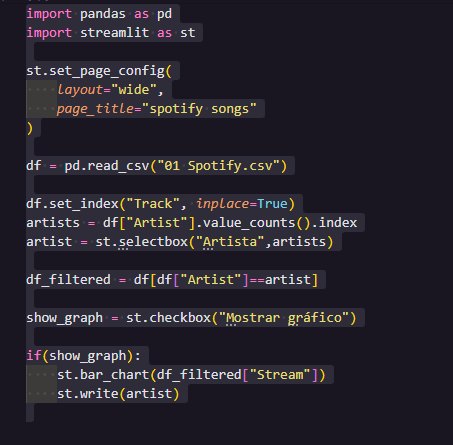 import pandas as pd
import streamlit as st
st.set_page_config(
layout="wide",
page_title="spotify songs"
)
df = pd.read_csv("01 Spotify.csv")
df.set_index("Track", inplace=True)
artists = df["Artist"].value_counts().index
artist = st.selectbox("Artista",artists)
df_filtered = df[df["Artist"]==artist]
show_graph = st.checkbox("Mostrar gráfico")
if(show_graph):
st.bar_chart(df_filtered["Stream"])
st.write(artist)